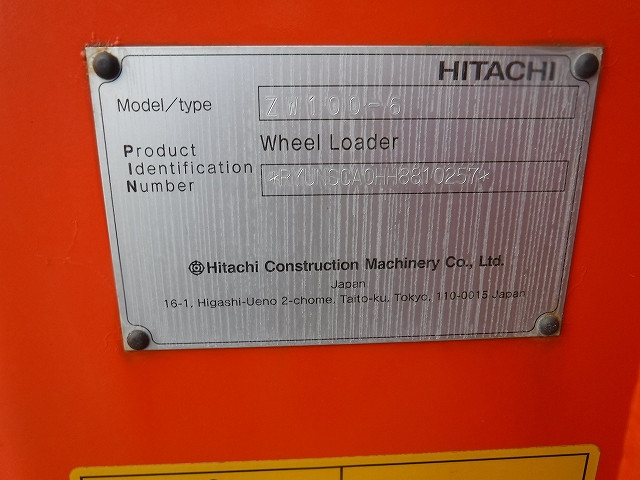 HITACHI
Model/type ZW100-6
Wheel Loader
Product
Identification
Number *RYUNSCA0HH8810257*
Hitachi Construction Machinery Co., Ltd.
Japan
16-1, Higashi-Ueno 2-chome, Taito-ku, Tokyo, 110-0015 Japan